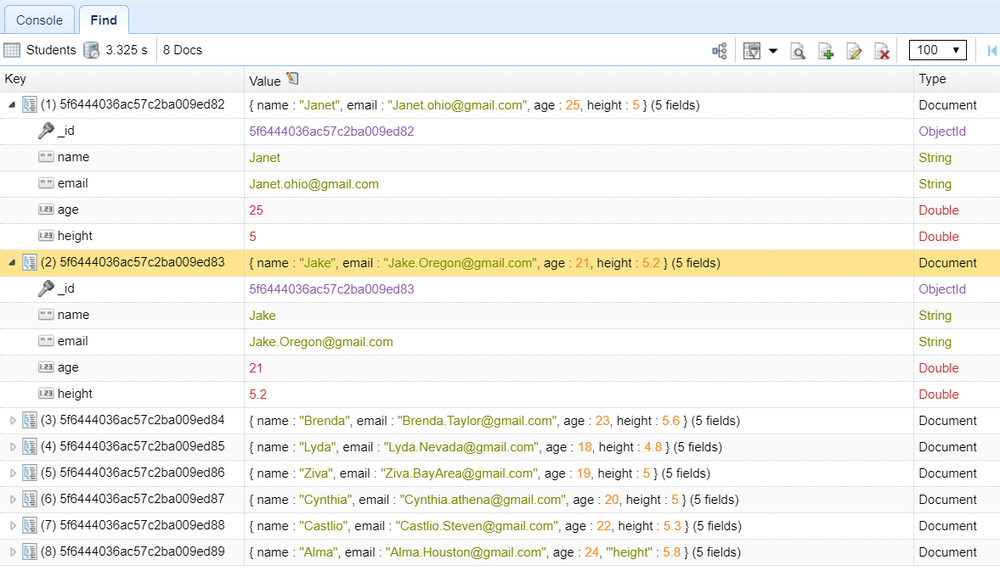 Console Find
Students 3.325 s 8 Docs 100
Key Value Type
(1) 5f6444036ac57c2ba009ed82 { name : "Janet", email : "Janet.ohio@gmail.com", age : 25, height : 5 } (5 fields) Document
_id 5f6444036ac57c2ba009ed82 ObjectId
" " name Janet String
" " email Janet.ohio@gmail.com String
1.23 age 25 Double
1.23 height 5 Double
(2) 5f6444036ac57c2ba009ed83 { name : "Jake", email : "Jake.Oregon@gmail.com", age : 21, height : 5.2 } (5 fields) Document
_id 5f6444036ac57c2ba009ed83 ObjectId
" " name Jake String
" " email Jake.Oregon@gmail.com String
1.23 age 21 Double
1.23 height 5.2 Double
(3) 5f6444036ac57c2ba009ed84 { name : "Brenda", email : "Brenda.Taylor@gmail.com", age : 23, height : 5.6 } (5 fields) Document
(4) 5f6444036ac57c2ba009ed85 { name : "Lyda", email : "Lyda.Nevada@gmail.com", age : 18, height : 4.8 } (5 fields) Document
(5) 5f6444036ac57c2ba009ed86 { name : "Ziva", email : "Ziva.BayArea@gmail.com", age : 19, height : 5 } (5 fields) Document
(6) 5f6444036ac57c2ba009ed87 { name : "Cynthia", email : "Cynthia.athena@gmail.com", age : 20, height : 5 } (5 fields) Document
(7) 5f6444036ac57c2ba009ed88 { name : "Castlio", email : "Castlio.Steven@gmail.com", age : 22, height : 5.3 } (5 fields) Document
(8) 5f6444036ac57c2ba009ed89 { name : "Alma", email : "Alma.Houston@gmail.com", age : 24, "'height" : 5.8 } (5 fields) Document